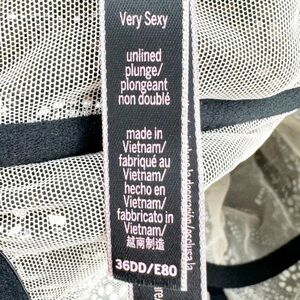 Very Sexy
unlined
plunge/
plongeant
non doublé
made in
Vietnam/
fabriqué au
Vietnam/
hecho en
Vietnam/
fabbricato in
Vietnam/
越南制造
36DD/E80